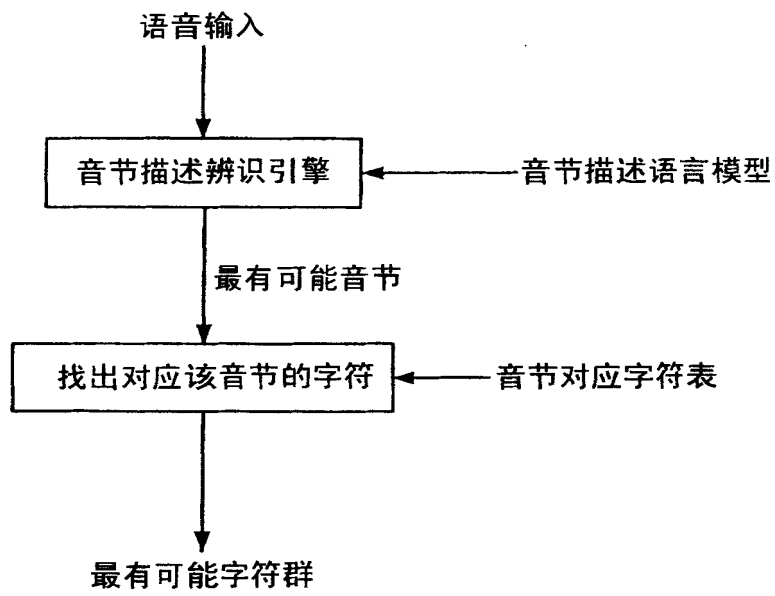 语音输入
音节描述辨识引擎
音节描述语言模型
最有可能音节
找出对应该音节的字符
音节对应字符表
最有可能字符群